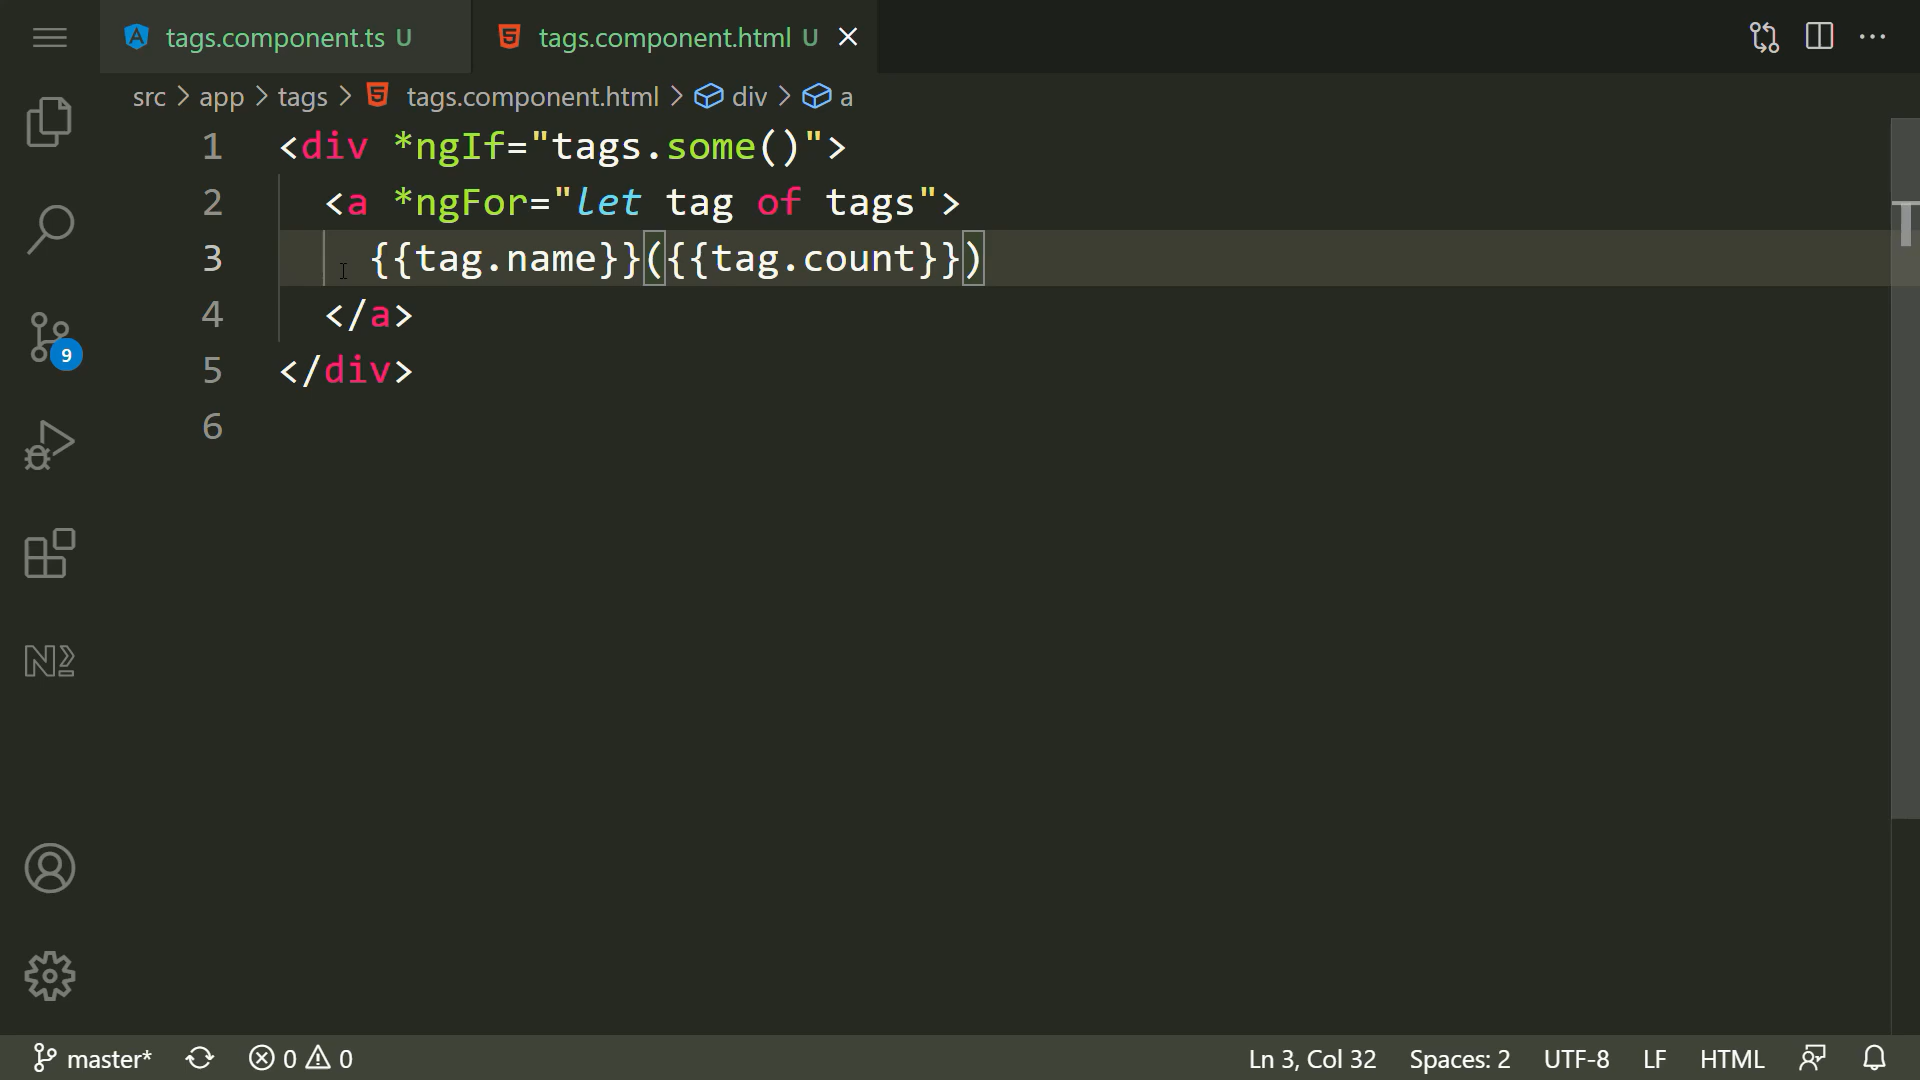 tags.component.ts U
tags.component.html U
src > app > tags > tags.component.html > div > a
1 <div *ngIf="tags.some()">
2 <a *ngFor="let tag of tags">
3 {{tag.name}}({{tag.count}})
4 </a>
5 </div>
6
9
master* 0 0 Ln 3, Col 32 Spaces: 2 UTF-8 LF HTML